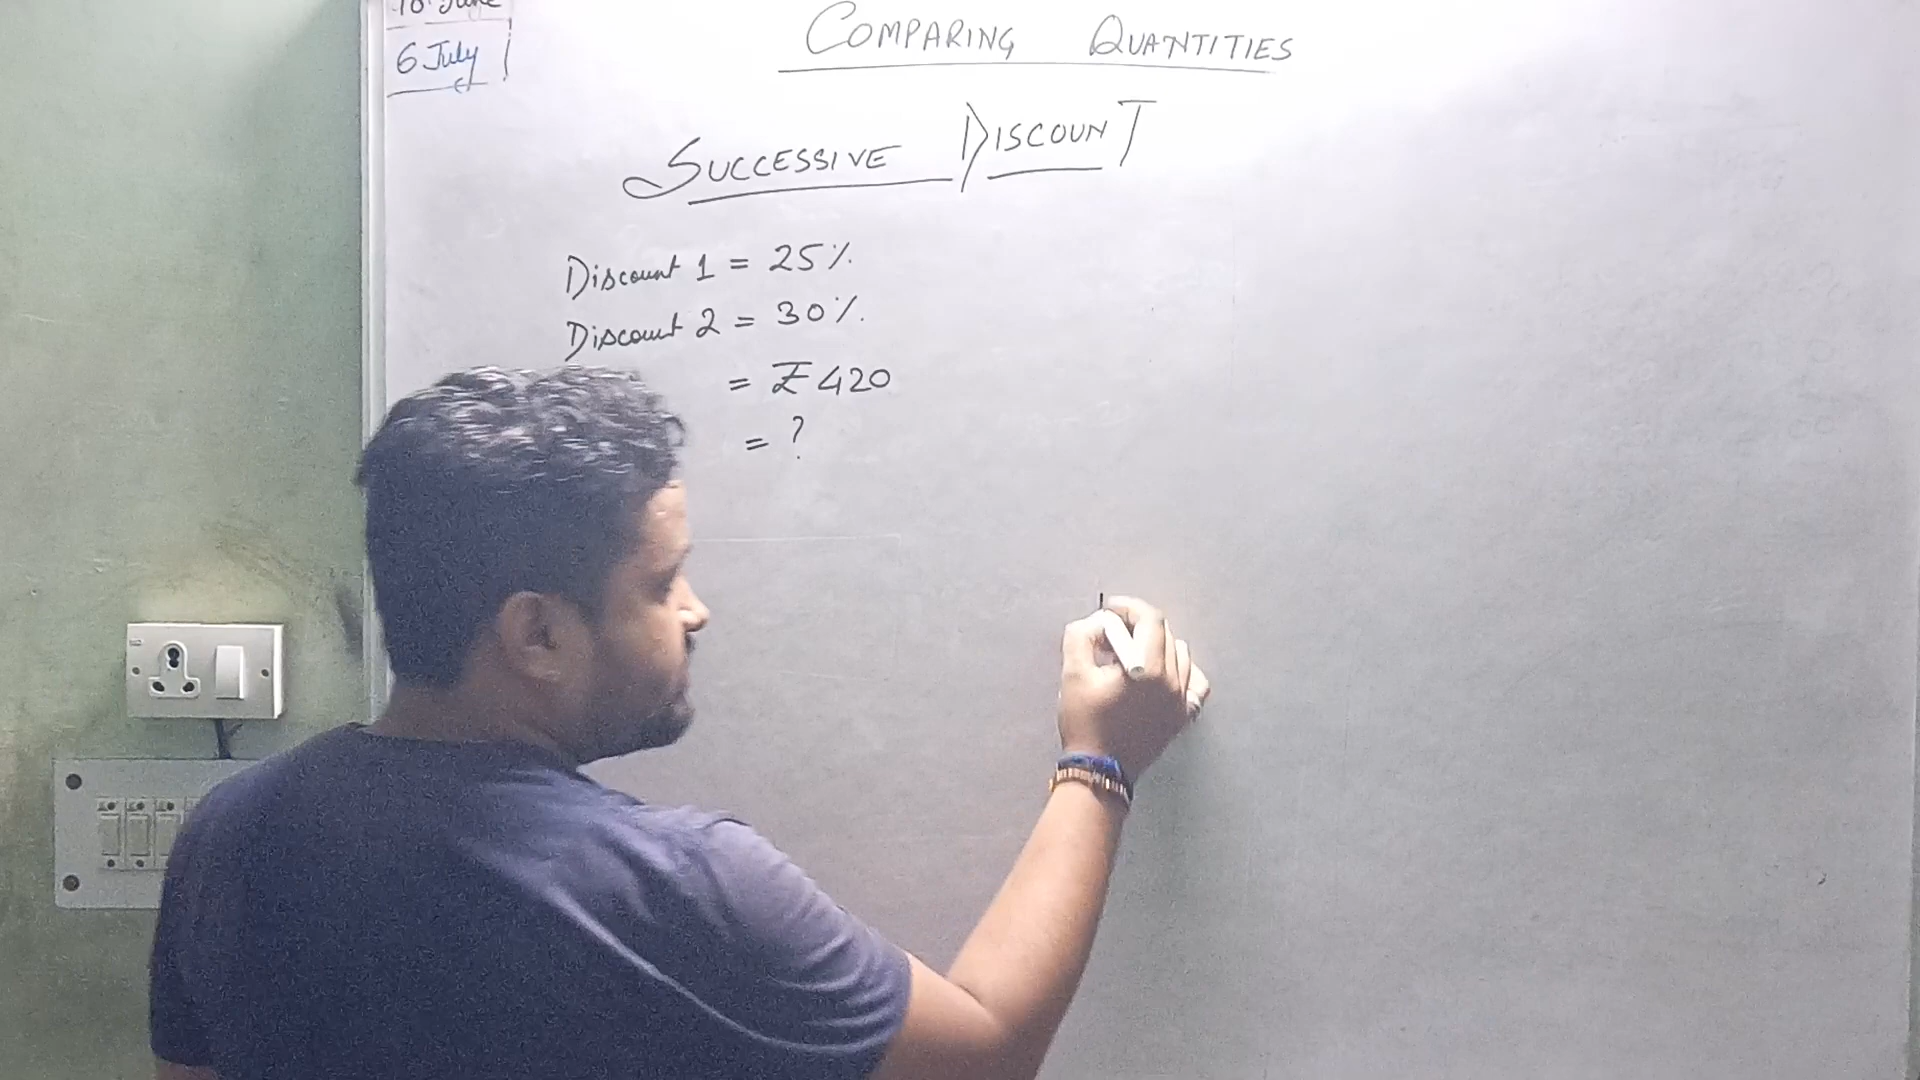 6 July
COMPARING QUANTITIES
SUCCESSIVE DISCOUNT
Discount 1 = 25%.
Discount 2 = 30%.
= ₹420
= ?